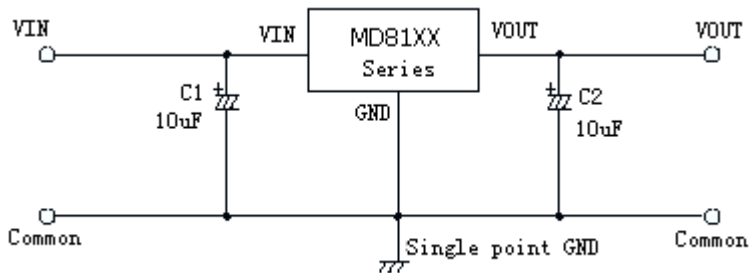 VIN
VIN
MD81XX
Series
VOUT
VOUT
C1
10uF
GND
C2
10uF
Common
Single point GND
Common